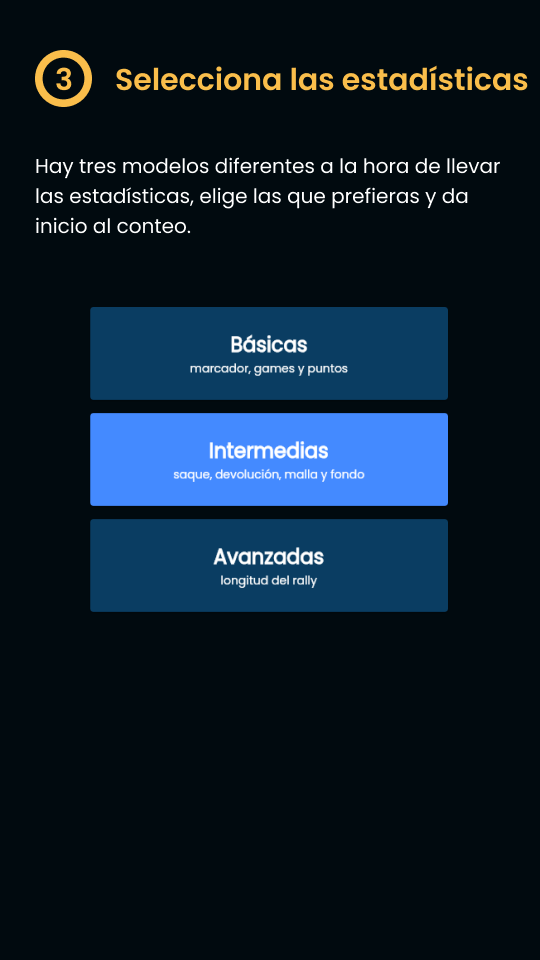 3 Selecciona las estadísticas
Hay tres modelos diferentes a la hora de llevar
las estadísticas, elige las que prefieras y da
inicio al conteo.
Básicas
marcador, games y puntos
Intermedias
saque, devolución, malla y fondo
Avanzadas
longitud del rally